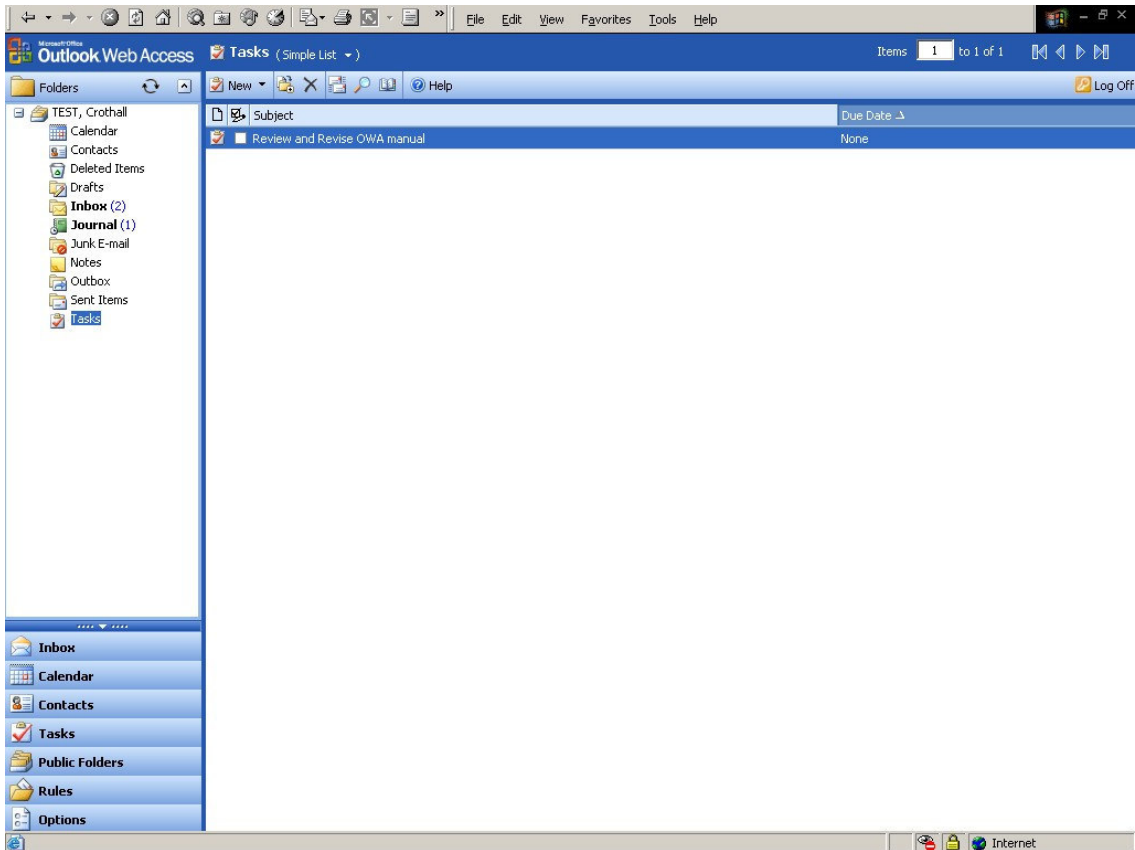 File Edit View Favorites Tools Help
Microsoft Office
Outlook Web Access
Tasks (Simple List)
Items 1 to 1 of 1
Folders
New
Help
Log Off
Subject
Due Date
Review and Revise OWA manual
None
TEST, Crothall
Calendar
Contacts
Deleted Items
Drafts
Inbox (2)
Journal (1)
Junk E-mail
Notes
Outbox
Sent Items
Tasks
Inbox
Calendar
Contacts
Tasks
Public Folders
Rules
Options
Internet